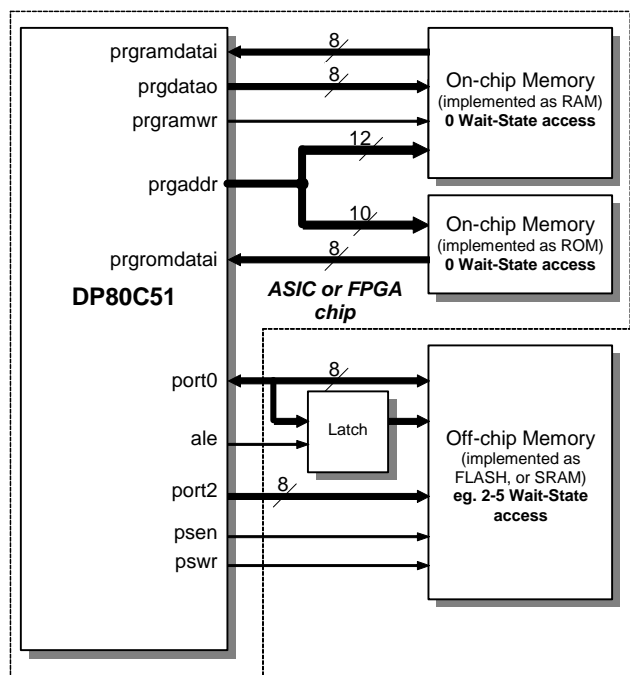 prgramdatai
8
prgdatao
8
prgramwr
On-chip Memory
(implemented as RAM)
0 Wait-State access
12
prgaddr
10
On-chip Memory
(implemented as ROM)
0 Wait-State access
prgromdatai
8
DP80C51
ASIC or FPGA
chip
port0
8
Latch
ale
Off-chip Memory
(implemented as
FLASH, or SRAM)
eg. 2-5 Wait-State
access
port2
8
psen
pswr